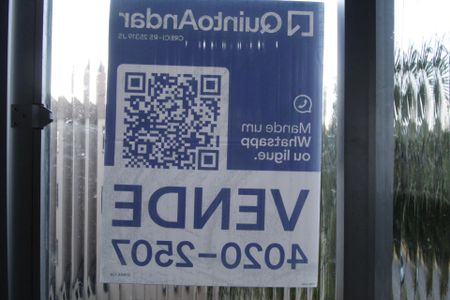 QuintoAndar
CRECI-RS 25319 JS
Mande um
Whatsapp
ou ligue.
VENDE
4020-2507